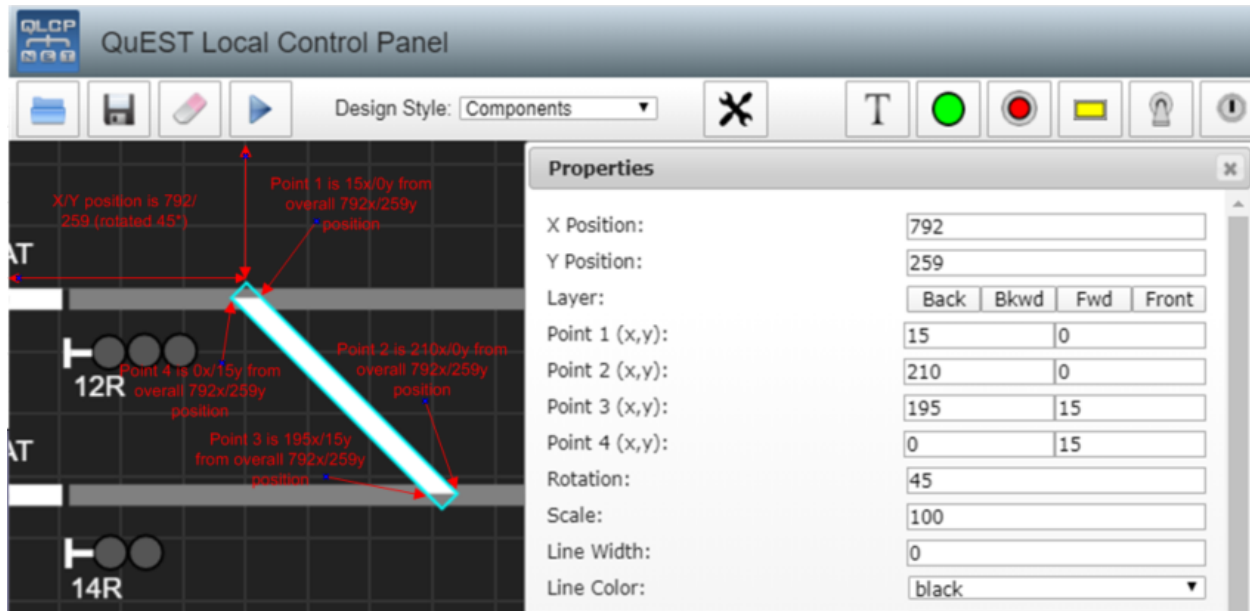 QLCP
NET
QuEST Local Control Panel
Design Style: Components
T
X/Y position is 792/
259 (rotated 45°)
Point 1 is 15x/0y from
overall 792x/259y
position
AT
12R
Point 4 is 0x/15y from
overall 792x/259y
position
Point 2 is 210x/0y from
overall 792x/259y
position
AT
Point 3 is 195x/15y
from overall 792x/259y
position
14R
Properties
X Position: 792
Y Position: 259
Layer: Back Bkwd Fwd Front
Point 1 (x,y): 15 0
Point 2 (x,y): 210 0
Point 3 (x,y): 195 15
Point 4 (x,y): 0 15
Rotation: 45
Scale: 100
Line Width: 0
Line Color: black